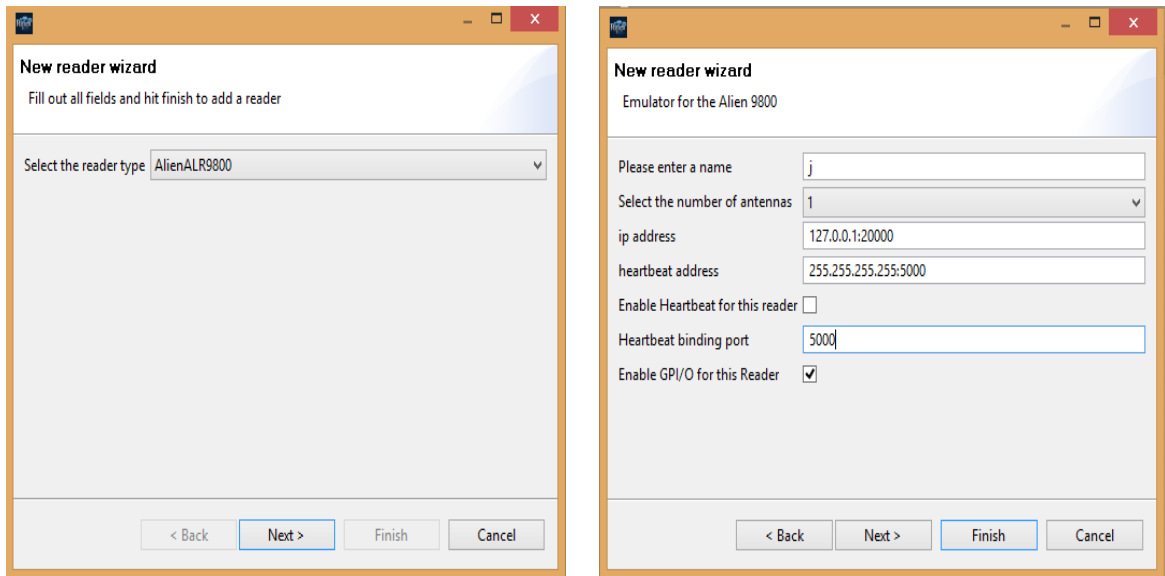 New reader wizard
Fill out all fields and hit finish to add a reader
Select the reader type AlienALR9800
< Back Next > Finish Cancel
New reader wizard
Emulator for the Alien 9800
Please enter a name j
Select the number of antennas 1
ip address 127.0.0.1:20000
heartbeat address 255.255.255.255:5000
Enable Heartbeat for this reader
Heartbeat binding port 5000
Enable GPI/O for this Reader
< Back Next > Finish Cancel